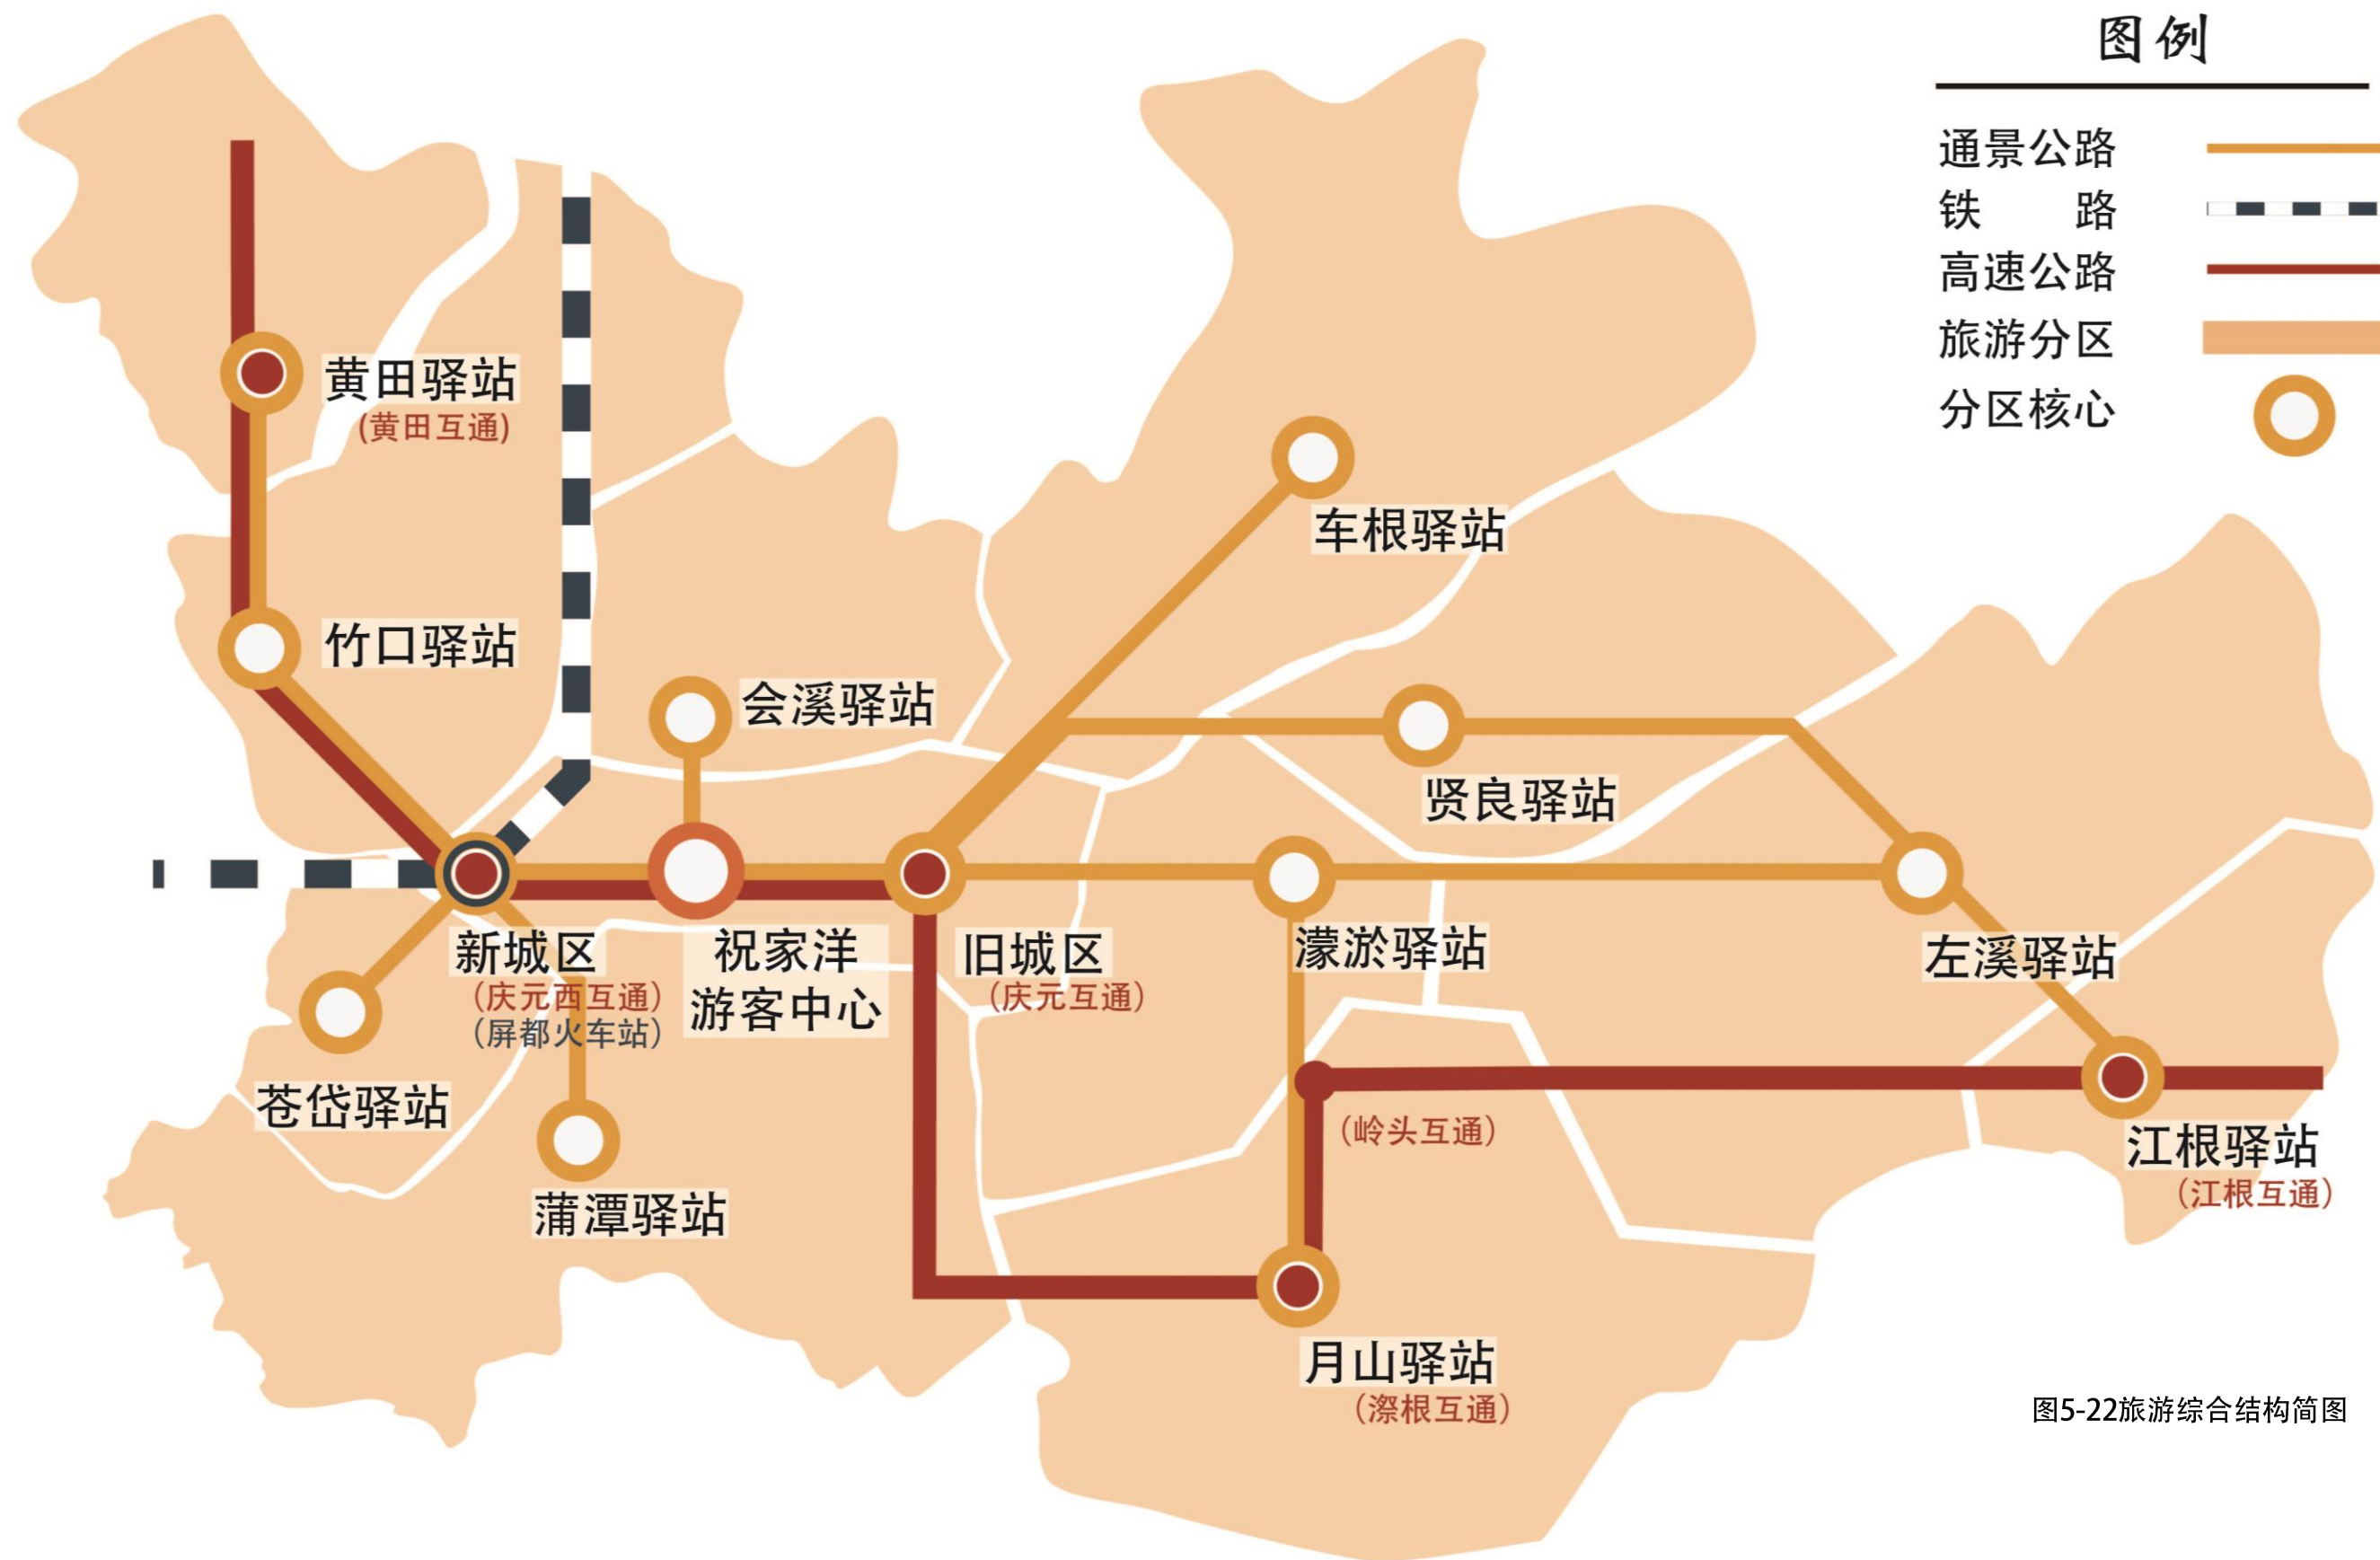 图例
通景公路
铁 路
高速公路
旅游分区
分区核心
黄田驿站
(黄田互通)
车根驿站
竹口驿站
会溪驿站
贤良驿站
新城区
(庆元西互通)
(屏都火车站)
祝家洋
游客中心
旧城区
(庆元互通)
濛淤驿站
左溪驿站
苍岱驿站
(岭头互通)
江根驿站
(江根互通)
蒲潭驿站
月山驿站
(漈根互通)
图5-22旅游综合结构简图